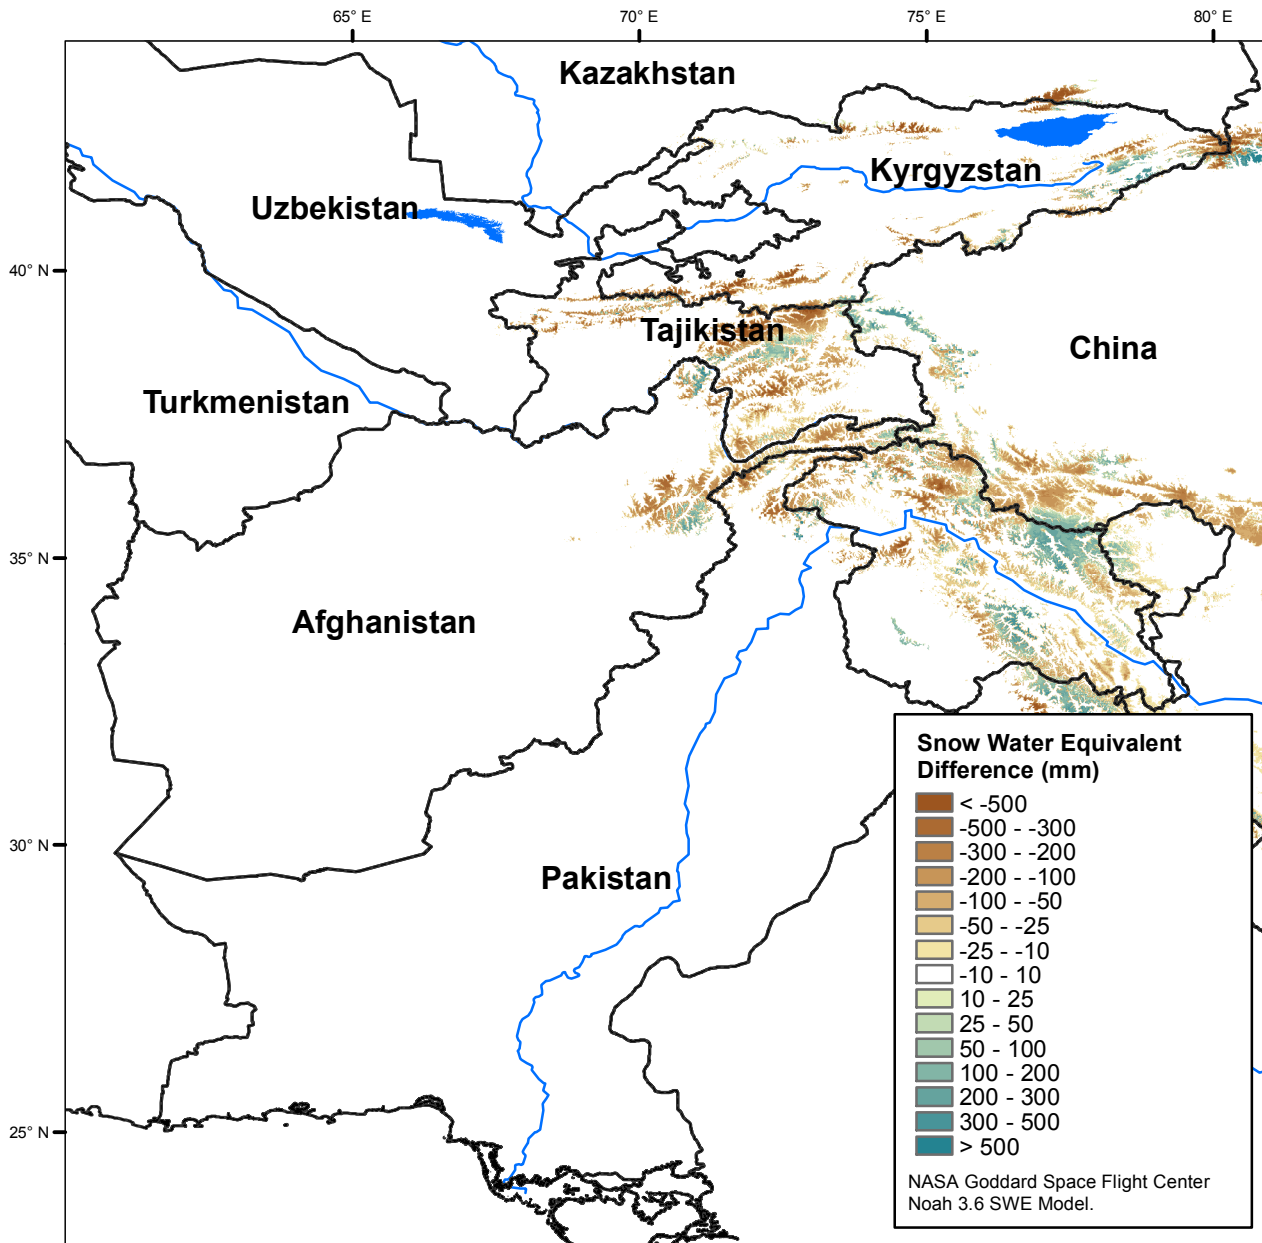 65° E
70° E
75° E
80° E
Kazakhstan
Kyrgyzstan
Uzbekistan
40° N
Tajikistan
China
Turkmenistan
35° N
Afghanistan
30° N
Pakistan
25° N
Snow Water Equivalent
Difference (mm)
< -500
-500 - -300
-300 - -200
-200 - -100
-100 - -50
-50 - -25
-25 - -10
-10 - 10
10 - 25
25 - 50
50 - 100
100 - 200
200 - 300
300 - 500
> 500
NASA Goddard Space Flight Center
Noah 3.6 SWE Model.